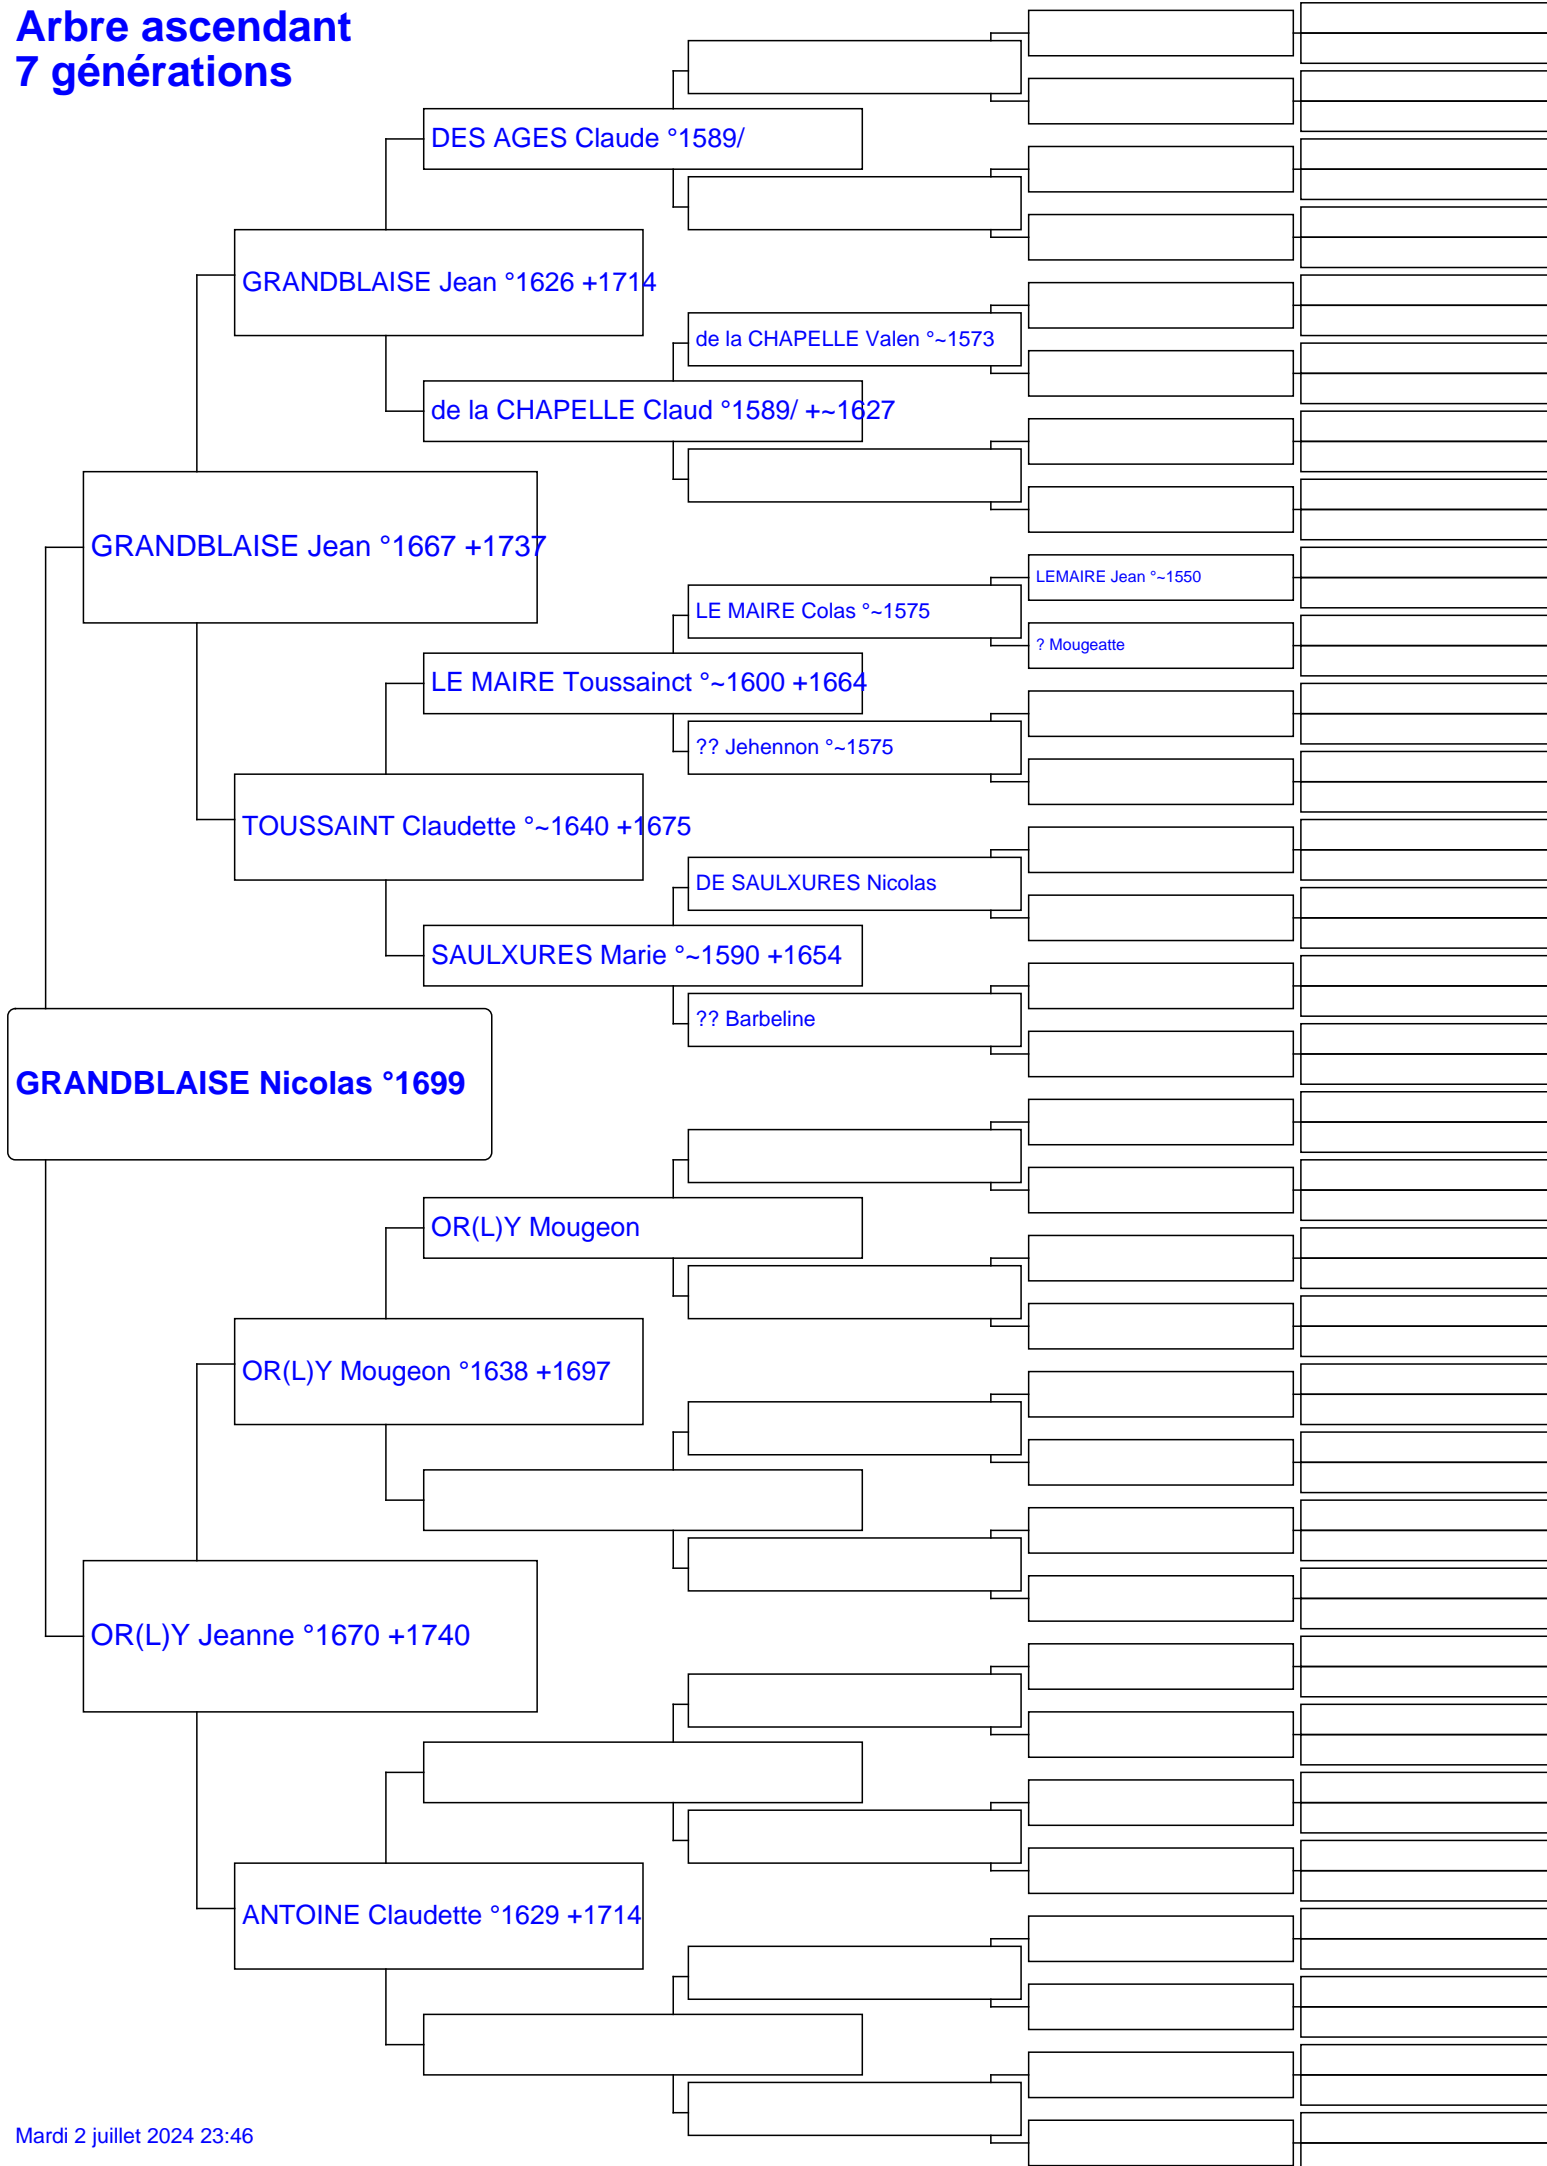 Arbre ascendant
7 générations
DES AGES Claude °1589/
GRANDBLAISE Jean °1626 +1714
de la CHAPELLE Valen °~1573
de la CHAPELLE Claud °1589/ +~1627
GRANDBLAISE Jean °1667 +1737
LEMAIRE Jean °~1550
LE MAIRE Colas °~1575
? Mougeatte
LE MAIRE Toussainct °~1600 +1664
?? Jehennon °~1575
TOUSSAINT Claudette °~1640 +1675
DE SAULXURES Nicolas
SAULXURES Marie °~1590 +1654
?? Barbeline
GRANDBLAISE Nicolas °1699
OR(L)Y Mougeon
OR(L)Y Mougeon °1638 +1697
OR(L)Y Jeanne °1670 +1740
ANTOINE Claudette °1629 +1714
Mardi 2 juillet 2024 23:46